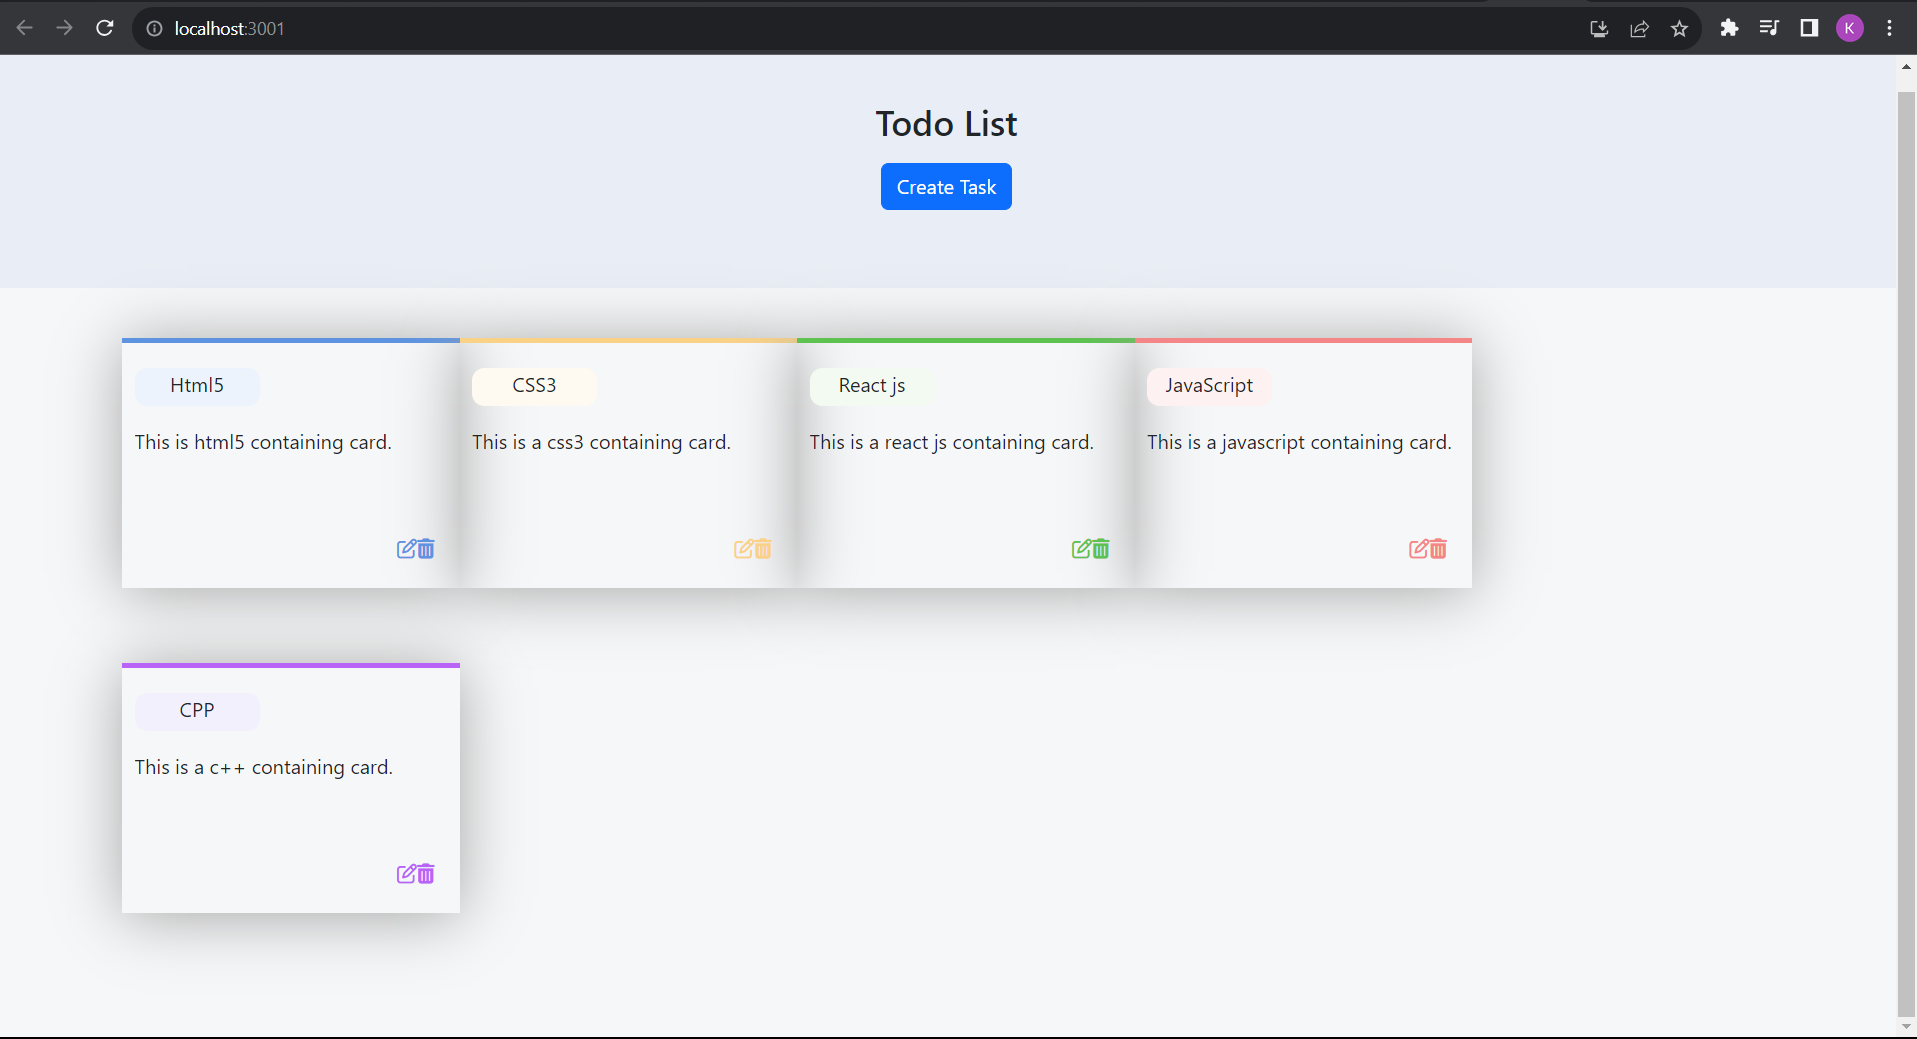 localhost:3001
K
Todo List
Create Task
Html5
This is html5 containing card.
CSS3
This is a css3 containing card.
React js
This is a react js containing card.
JavaScript
This is a javascript containing card.
CPP
This is a c++ containing card.